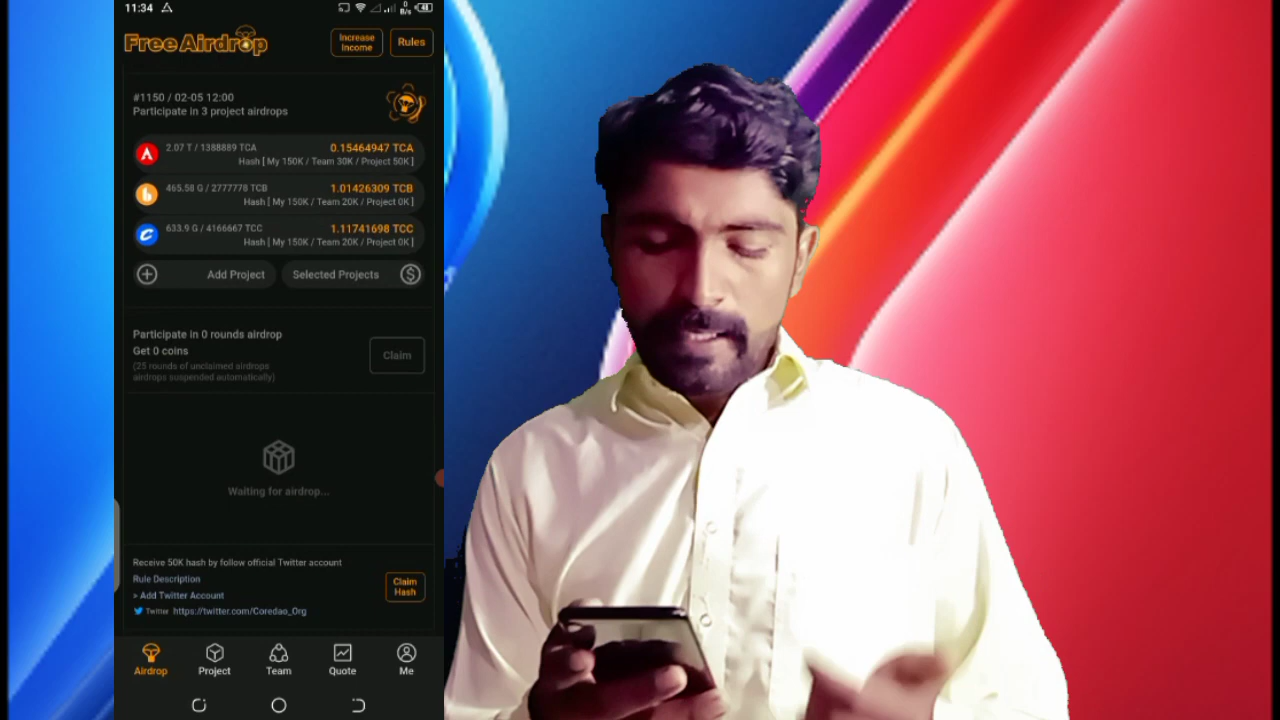 11:34
0 B/s
48
Free Airdrop
Increase Income
Rules
#1150 / 02-05 12:00
Participate in 3 project airdrops
2.07 T / 1388889 TCA
0.15464947 TCA
Hash [ My 150K / Team 30K / Project 50K ]
465.58 G / 2777778 TCB
1.01426309 TCB
Hash [ My 150K / Team 20K / Project 0K ]
633.9 G / 4166667 TCC
1.11741698 TCC
Hash [ My 150K / Team 20K / Project 0K ]
Add Project
Selected Projects
Participate in 0 rounds airdrop
Get 0 coins
(25 rounds of unclaimed airdrops
airdrops suspended automatically)
Claim
Waiting for airdrop...
Receive 50K hash by follow official Twitter account
Rule Description
> Add Twitter Account
Twitter https://twitter.com/Coredao_Org
Claim Hash
Airdrop
Project
Team
Quote
Me